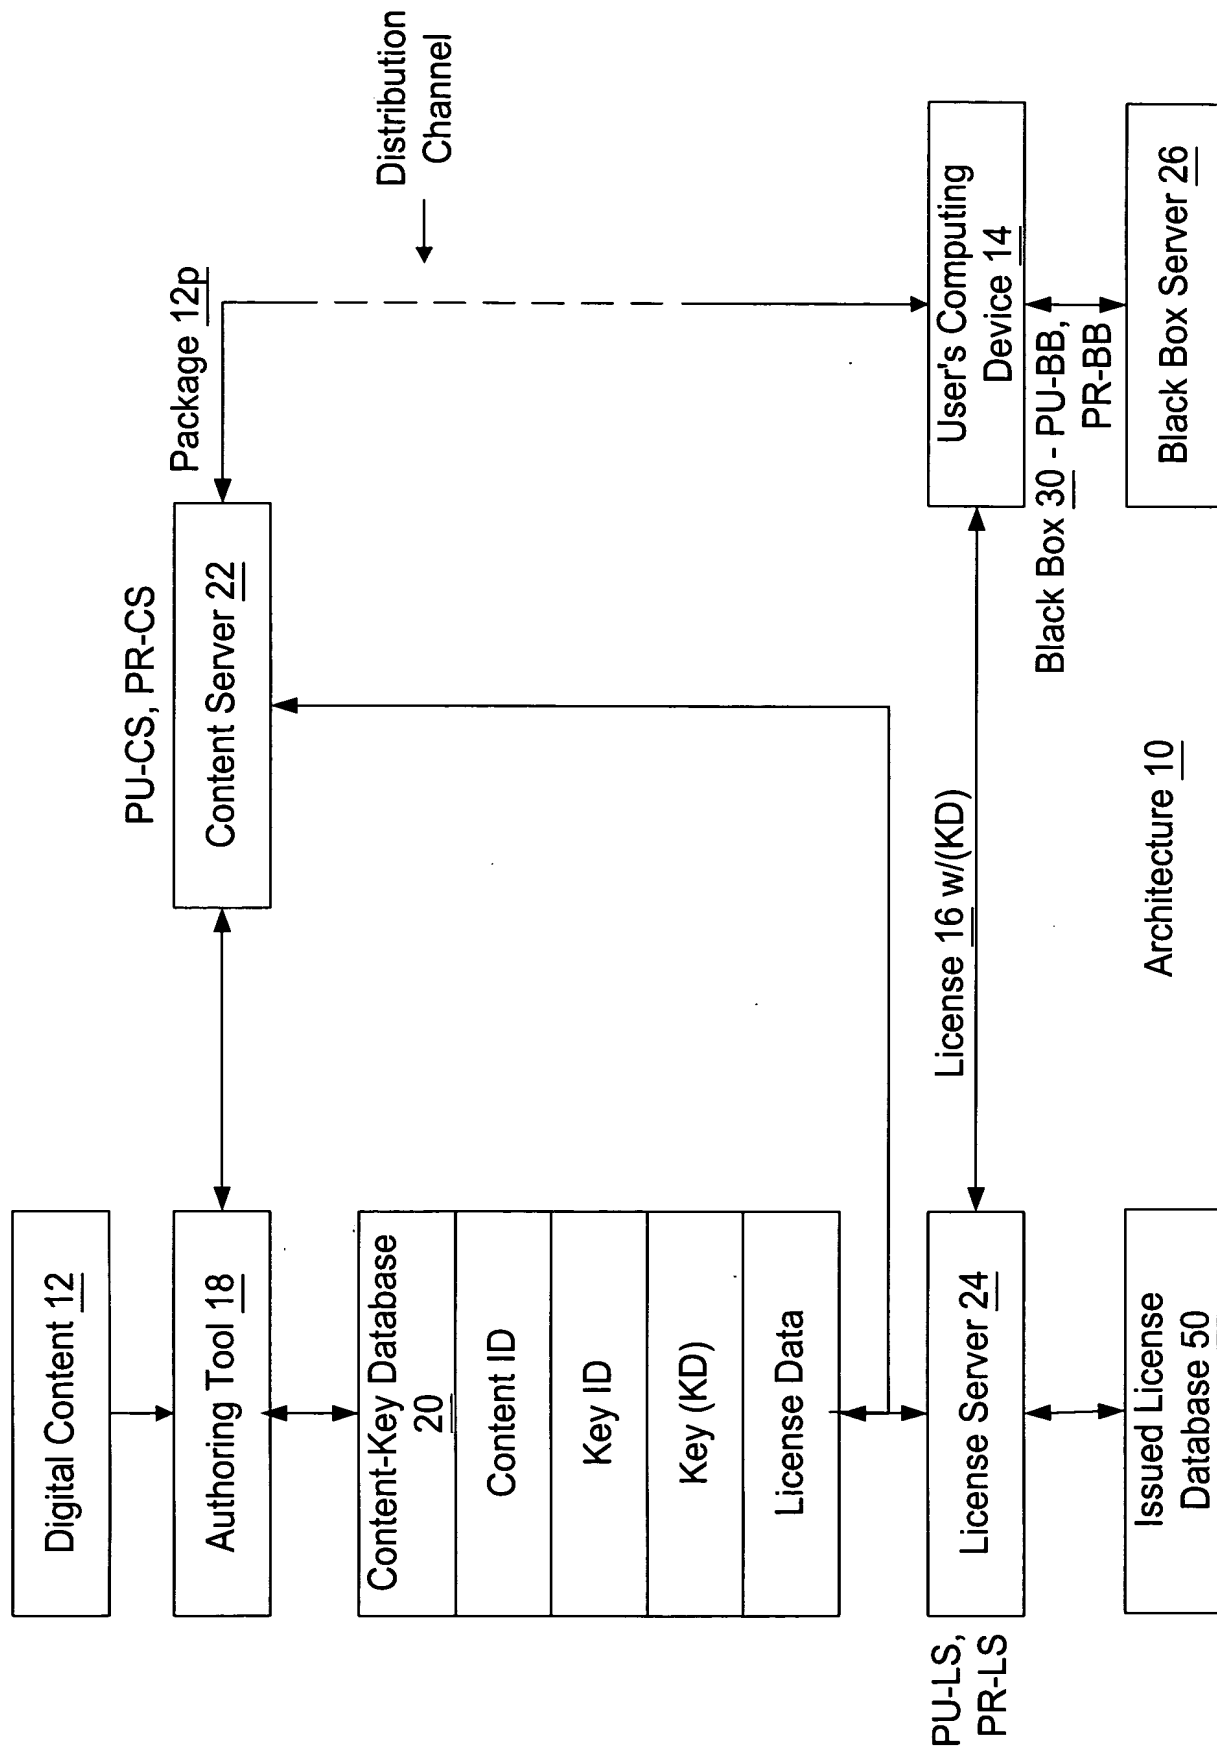 Digital Content 12
Authoring Tool 18
Content-Key Database
20
Content ID
Key ID
Key (KD)
License Data
PU-LS,
PR-LS
License Server 24
Issued License
Database 50
PU-CS, PR-CS
Content Server 22
Package 12p
Distribution
Channel
License 16 w/(KD)
User's Computing
Device 14
Black Box 30 - PU-BB,
PR-BB
Black Box Server 26
Architecture 10